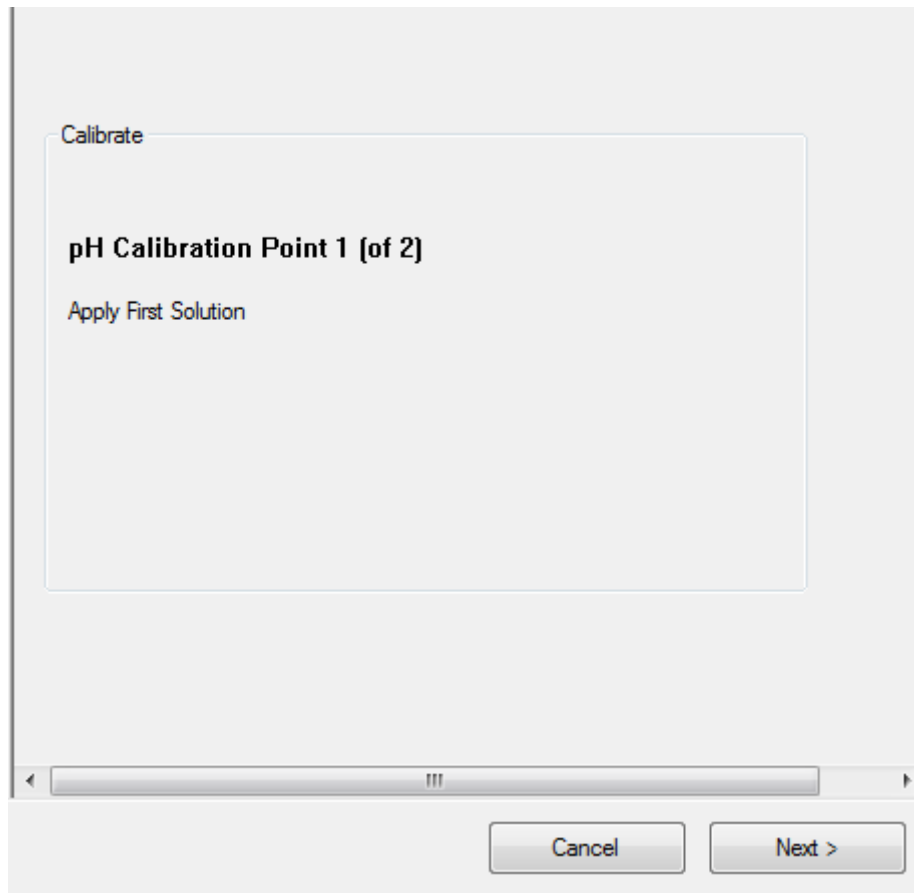 Calibrate
pH Calibration Point 1 (of 2)
Apply First Solution
Cancel
Next >